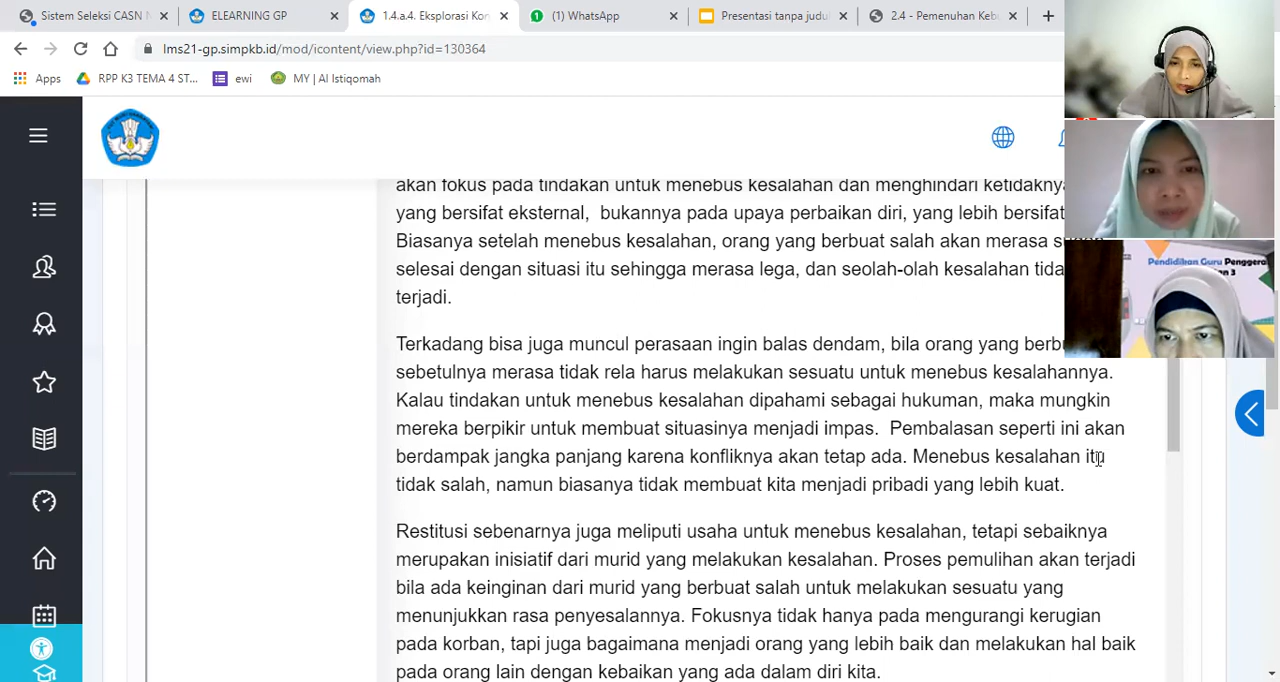 Sistem Seleksi CASN
ELEARNING GP
1.4.a.4. Eksplorasi Kon
(1) WhatsApp
Presentasi tanpa judul
2.4 - Pemenuhan Keb
lms21-gp.simpkb.id/mod/icontent/view.php?id=130364
Apps
RPP K3 TEMA 4 ST...
ewi
MY | Al Istiqomah
akan fokus pada tindakan untuk menebus kesalahan dan menghindari
yang bersifat eksternal, bukannya pada upaya perbaikan diri, yang lebih bersifat
Biasanya setelah menebus kesalahan, orang yang berbuat salah akan merasa
selesai dengan situasi itu sehingga merasa lega, dan seolah-olah kesalahan
terjadi.
Terkadang bisa juga muncul perasaan ingin balas dendam, bila orang yang
sebetulnya merasa tidak rela harus melakukan sesuatu untuk menebus kesalahannya.
Kalau tindakan untuk menebus kesalahan dipahami sebagai hukuman, maka mungkin
mereka berpikir untuk membuat situasinya menjadi impas. Pembalasan seperti ini akan
berdampak jangka panjang karena konfliknya akan tetap ada. Menebus kesalahan itu
tidak salah, namun biasanya tidak membuat kita menjadi pribadi yang lebih kuat.
Restitusi sebenarnya juga meliputi usaha untuk menebus kesalahan, tetapi sebaiknya
merupakan inisiatif dari murid yang melakukan kesalahan. Proses pemulihan akan terjadi
bila ada keinginan dari murid yang berbuat salah untuk melakukan sesuatu yang
menunjukkan rasa penyesalannya. Fokusnya tidak hanya pada mengurangi kerugian
pada korban, tapi juga bagaimana menjadi orang yang lebih baik dan melakukan hal baik
pada orang lain dengan kebaikan yang ada dalam diri kita.
Pendidikan Guru Penggera
an 3